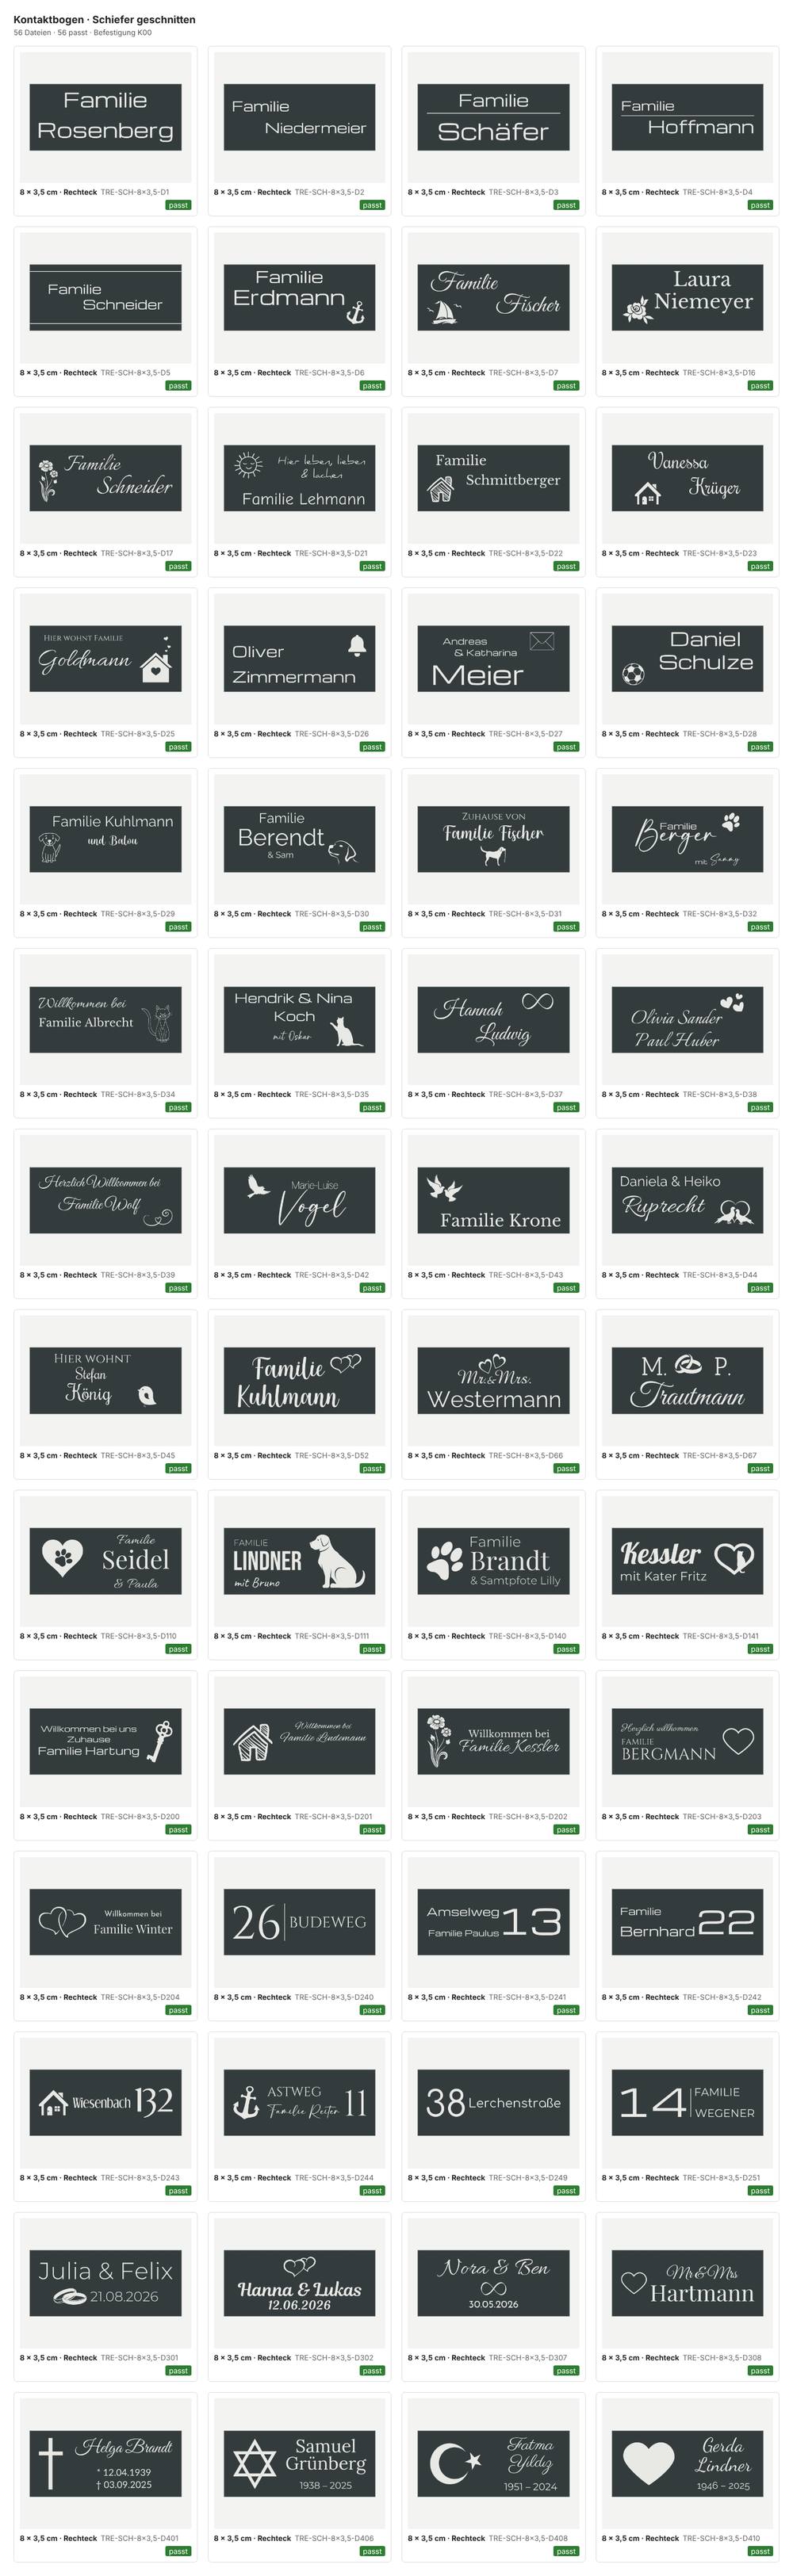 Kontaktbogen · Schiefer geschnitten
56 Dateien · 56 passt · Befestigung K00
Familie
Rosenberg
8 × 3,5 cm · Rechteck TRE-SCH-8×3,5-D1
passt
Familie
Niedermeier
8 × 3,5 cm · Rechteck TRE-SCH-8×3,5-D2
passt
Familie
Schäfer
8 × 3,5 cm · Rechteck TRE-SCH-8×3,5-D3
passt
Familie
Hoffmann
8 × 3,5 cm · Rechteck TRE-SCH-8×3,5-D4
passt
Familie
Schneider
8 × 3,5 cm · Rechteck TRE-SCH-8×3,5-D5
passt
Familie
Erdmann
8 × 3,5 cm · Rechteck TRE-SCH-8×3,5-D6
passt
Familie
Fischer
8 × 3,5 cm · Rechteck TRE-SCH-8×3,5-D7
passt
Laura
Niemeyer
8 × 3,5 cm · Rechteck TRE-SCH-8×3,5-D16
passt
Familie
Schneider
8 × 3,5 cm · Rechteck TRE-SCH-8×3,5-D17
passt
Hier leben, lieben
& lachen
Familie Lehmann
8 × 3,5 cm · Rechteck TRE-SCH-8×3,5-D21
passt
Familie
Schmittberger
8 × 3,5 cm · Rechteck TRE-SCH-8×3,5-D22
passt
Vanessa
Krüger
8 × 3,5 cm · Rechteck TRE-SCH-8×3,5-D23
passt
Hier wohnt Familie
Goldmann
8 × 3,5 cm · Rechteck TRE-SCH-8×3,5-D25
passt
Oliver
Zimmermann
8 × 3,5 cm · Rechteck TRE-SCH-8×3,5-D26
passt
Andreas
& Katharina
Meier
8 × 3,5 cm · Rechteck TRE-SCH-8×3,5-D27
passt
Daniel
Schulze
8 × 3,5 cm · Rechteck TRE-SCH-8×3,5-D28
passt
Familie Kuhlmann
und Balou
8 × 3,5 cm · Rechteck TRE-SCH-8×3,5-D29
passt
Familie
Berendt
& Sam
8 × 3,5 cm · Rechteck TRE-SCH-8×3,5-D30
passt
Zuhause von
Familie Fischer
8 × 3,5 cm · Rechteck TRE-SCH-8×3,5-D31
passt
Familie
Berger
mit Sammy
8 × 3,5 cm · Rechteck TRE-SCH-8×3,5-D32
passt
Willkommen bei
Familie Albrecht
8 × 3,5 cm · Rechteck TRE-SCH-8×3,5-D34
passt
Hendrik & Nina
Koch
mit Oskar
8 × 3,5 cm · Rechteck TRE-SCH-8×3,5-D35
passt
Hannah
Ludwig
8 × 3,5 cm · Rechteck TRE-SCH-8×3,5-D37
passt
Olivia Sander
Paul Huber
8 × 3,5 cm · Rechteck TRE-SCH-8×3,5-D38
passt
Herzlich Willkommen bei
Familie Wolf
8 × 3,5 cm · Rechteck TRE-SCH-8×3,5-D39
passt
Marie-Luise
Vogel
8 × 3,5 cm · Rechteck TRE-SCH-8×3,5-D42
passt
Familie Krone
8 × 3,5 cm · Rechteck TRE-SCH-8×3,5-D43
passt
Daniela & Heiko
Ruprecht
8 × 3,5 cm · Rechteck TRE-SCH-8×3,5-D44
passt
Hier wohnt
Stefan
König
8 × 3,5 cm · Rechteck TRE-SCH-8×3,5-D45
passt
Familie
Kuhlmann
8 × 3,5 cm · Rechteck TRE-SCH-8×3,5-D52
passt
Mr.&Mrs.
Westermann
8 × 3,5 cm · Rechteck TRE-SCH-8×3,5-D66
passt
M. P.
Trautmann
8 × 3,5 cm · Rechteck TRE-SCH-8×3,5-D67
passt
Familie
Seidel
& Paula
8 × 3,5 cm · Rechteck TRE-SCH-8×3,5-D110
passt
FAMILIE
LINDNER
mit Bruno
8 × 3,5 cm · Rechteck TRE-SCH-8×3,5-D111
passt
Familie
Brandt
& Samtpfote Lilly
8 × 3,5 cm · Rechteck TRE-SCH-8×3,5-D140
passt
Kessler
mit Kater Fritz
8 × 3,5 cm · Rechteck TRE-SCH-8×3,5-D141
passt
Willkommen bei uns
Zuhause
Familie Hartung
8 × 3,5 cm · Rechteck TRE-SCH-8×3,5-D200
passt
Willkommen bei
Familie Lindemann
8 × 3,5 cm · Rechteck TRE-SCH-8×3,5-D201
passt
Willkommen bei
Familie Kessler
8 × 3,5 cm · Rechteck TRE-SCH-8×3,5-D202
passt
Herzlich willkommen
FAMILIE
BERGMANN
8 × 3,5 cm · Rechteck TRE-SCH-8×3,5-D203
passt
Willkommen bei
Familie Winter
8 × 3,5 cm · Rechteck TRE-SCH-8×3,5-D204
passt
26 BUDEWEG
8 × 3,5 cm · Rechteck TRE-SCH-8×3,5-D240
passt
Amselweg
Familie Paulus
13
8 × 3,5 cm · Rechteck TRE-SCH-8×3,5-D241
passt
Familie
Bernhard
22
8 × 3,5 cm · Rechteck TRE-SCH-8×3,5-D242
passt
Wiesenbach 132
8 × 3,5 cm · Rechteck TRE-SCH-8×3,5-D243
passt
ASTWEG
Familie Reiter
11
8 × 3,5 cm · Rechteck TRE-SCH-8×3,5-D244
passt
38 Lerchenstraße
8 × 3,5 cm · Rechteck TRE-SCH-8×3,5-D249
passt
14
FAMILIE
WEGENER
8 × 3,5 cm · Rechteck TRE-SCH-8×3,5-D251
passt
Julia & Felix
21.08.2026
8 × 3,5 cm · Rechteck TRE-SCH-8×3,5-D301
passt
Hanna & Lukas
12.06.2026
8 × 3,5 cm · Rechteck TRE-SCH-8×3,5-D302
passt
Nora & Ben
30.05.2026
8 × 3,5 cm · Rechteck TRE-SCH-8×3,5-D307
passt
Mr&Mrs
Hartmann
8 × 3,5 cm · Rechteck TRE-SCH-8×3,5-D308
passt
Helga Brandt
* 12.04.1939
† 03.09.2025
8 × 3,5 cm · Rechteck TRE-SCH-8×3,5-D401
passt
Samuel
Grünberg
1938 – 2025
8 × 3,5 cm · Rechteck TRE-SCH-8×3,5-D406
passt
Fatma
Yıldız
1951 – 2024
8 × 3,5 cm · Rechteck TRE-SCH-8×3,5-D408
passt
Gerda
Lindner
1946 – 2025
8 × 3,5 cm · Rechteck TRE-SCH-8×3,5-D410
passt